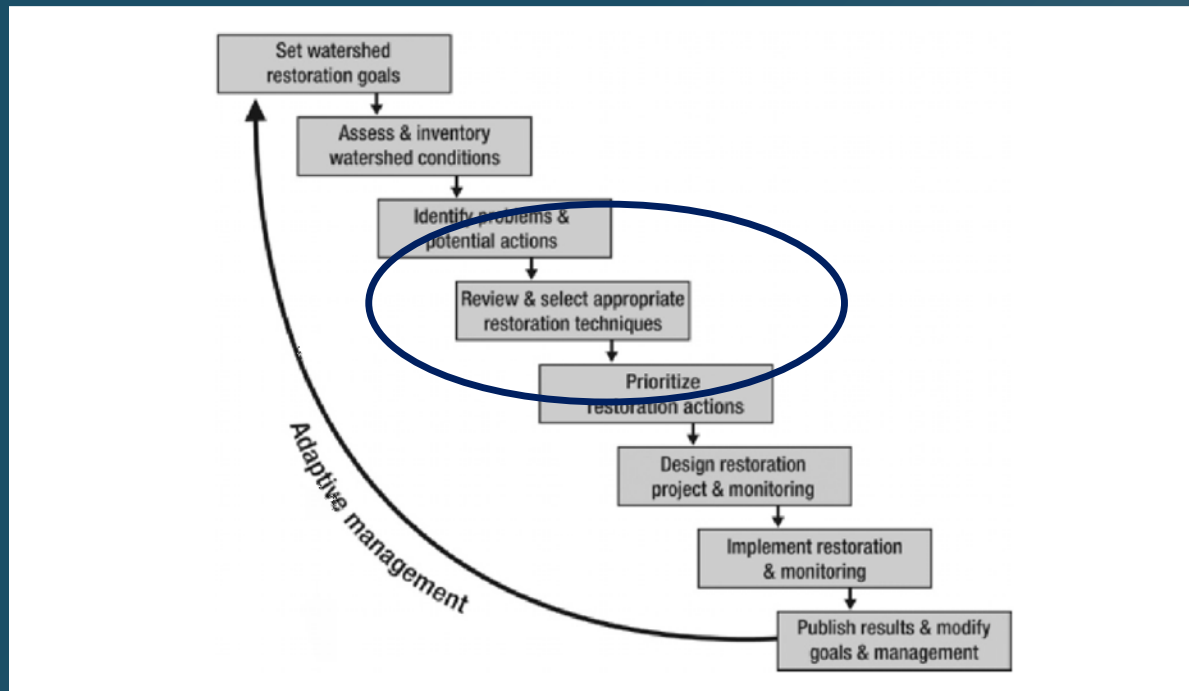 Set watershed
restoration goals
Assess & inventory
watershed conditions
Identify problems &
potential actions
Review & select appropriate
restoration techniques
Prioritize
restoration actions
Design restoration
project & monitoring
Implement restoration
& monitoring
Publish results & modify
goals & management
Adaptive management